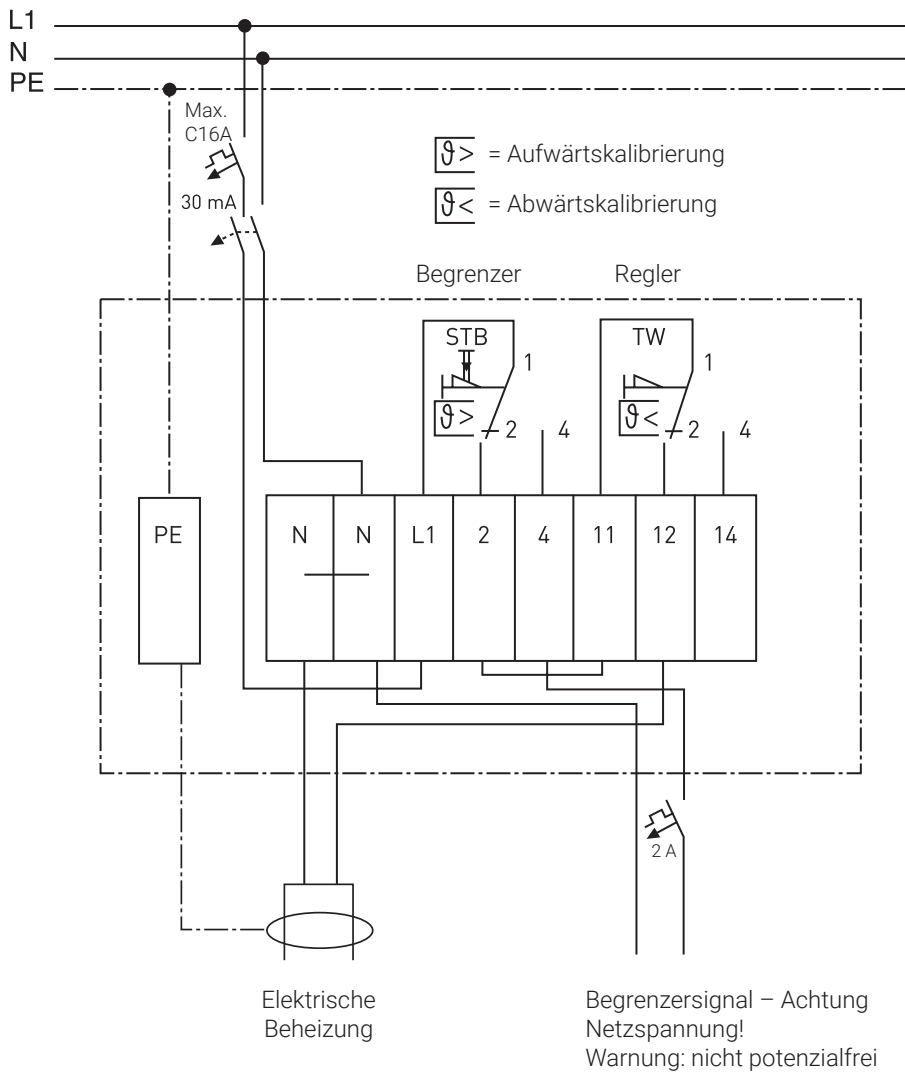 L1
N
PE
Max.
C16A
30 mA
ϑ> = Aufwärtskalibrierung
ϑ< = Abwärtskalibrierung
Begrenzer Regler
STB TW
1 1
ϑ> 2 4 ϑ< 2 4
PE N N L1 2 4 11 12 14
2 A
Elektrische
Beheizung
Begrenzersignal – Achtung
Netzspannung!
Warnung: nicht potenzialfrei